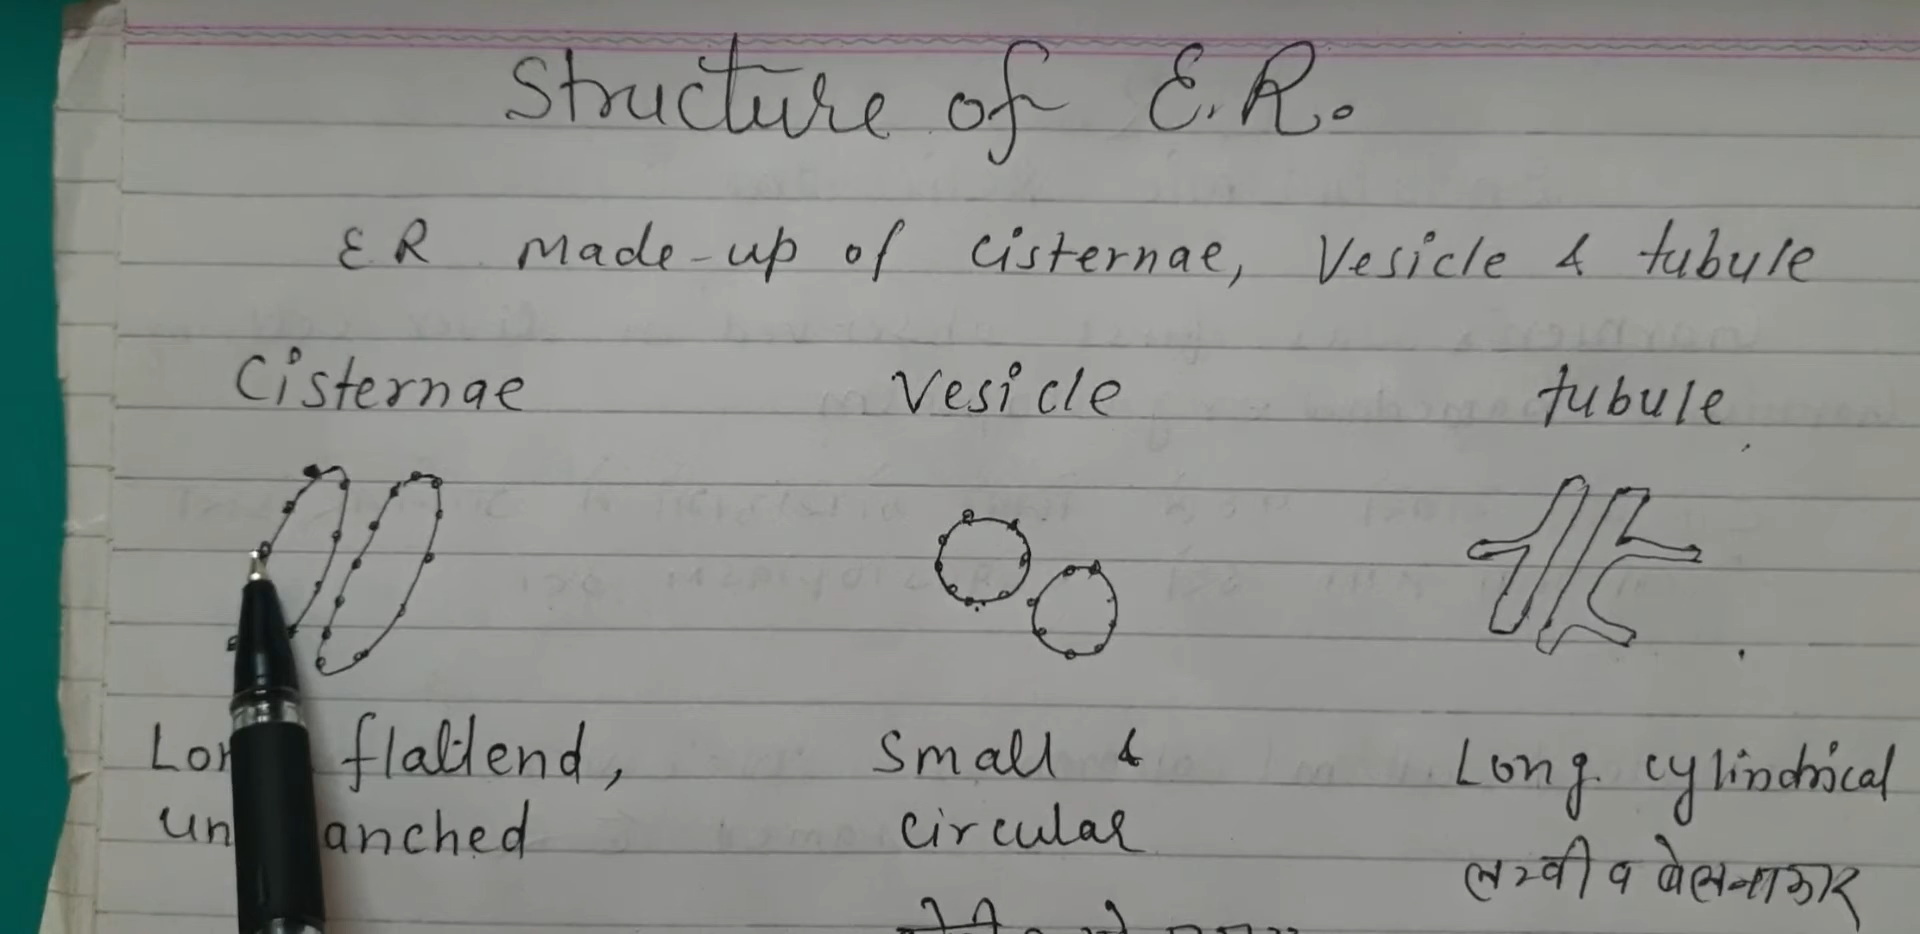 Structure of E.R.
ER made-up of cisternae, Vesicle & tubule
Cisternae Vesicle tubule
flattend, Small & Long. cylindrical
circular
लम्बी व बेलनाकार